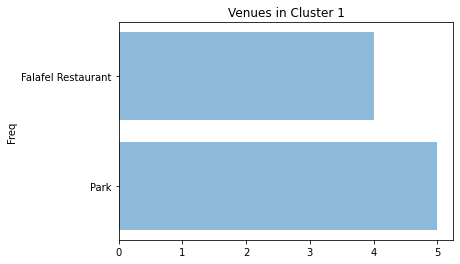 Venues in Cluster 1
Falafel Restaurant
Freq
Park
0 1 2 3 4 5